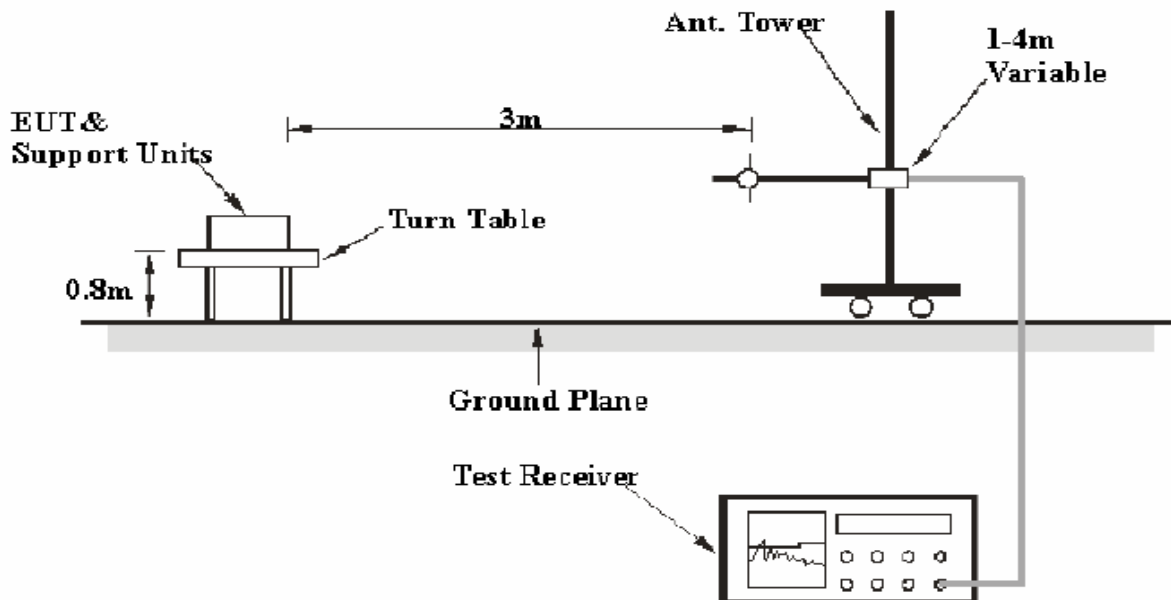 Ant. Tower
1-4m
Variable
3m
EUT&
Support Units
Turn Table
0.8m
Ground Plane
Test Receiver